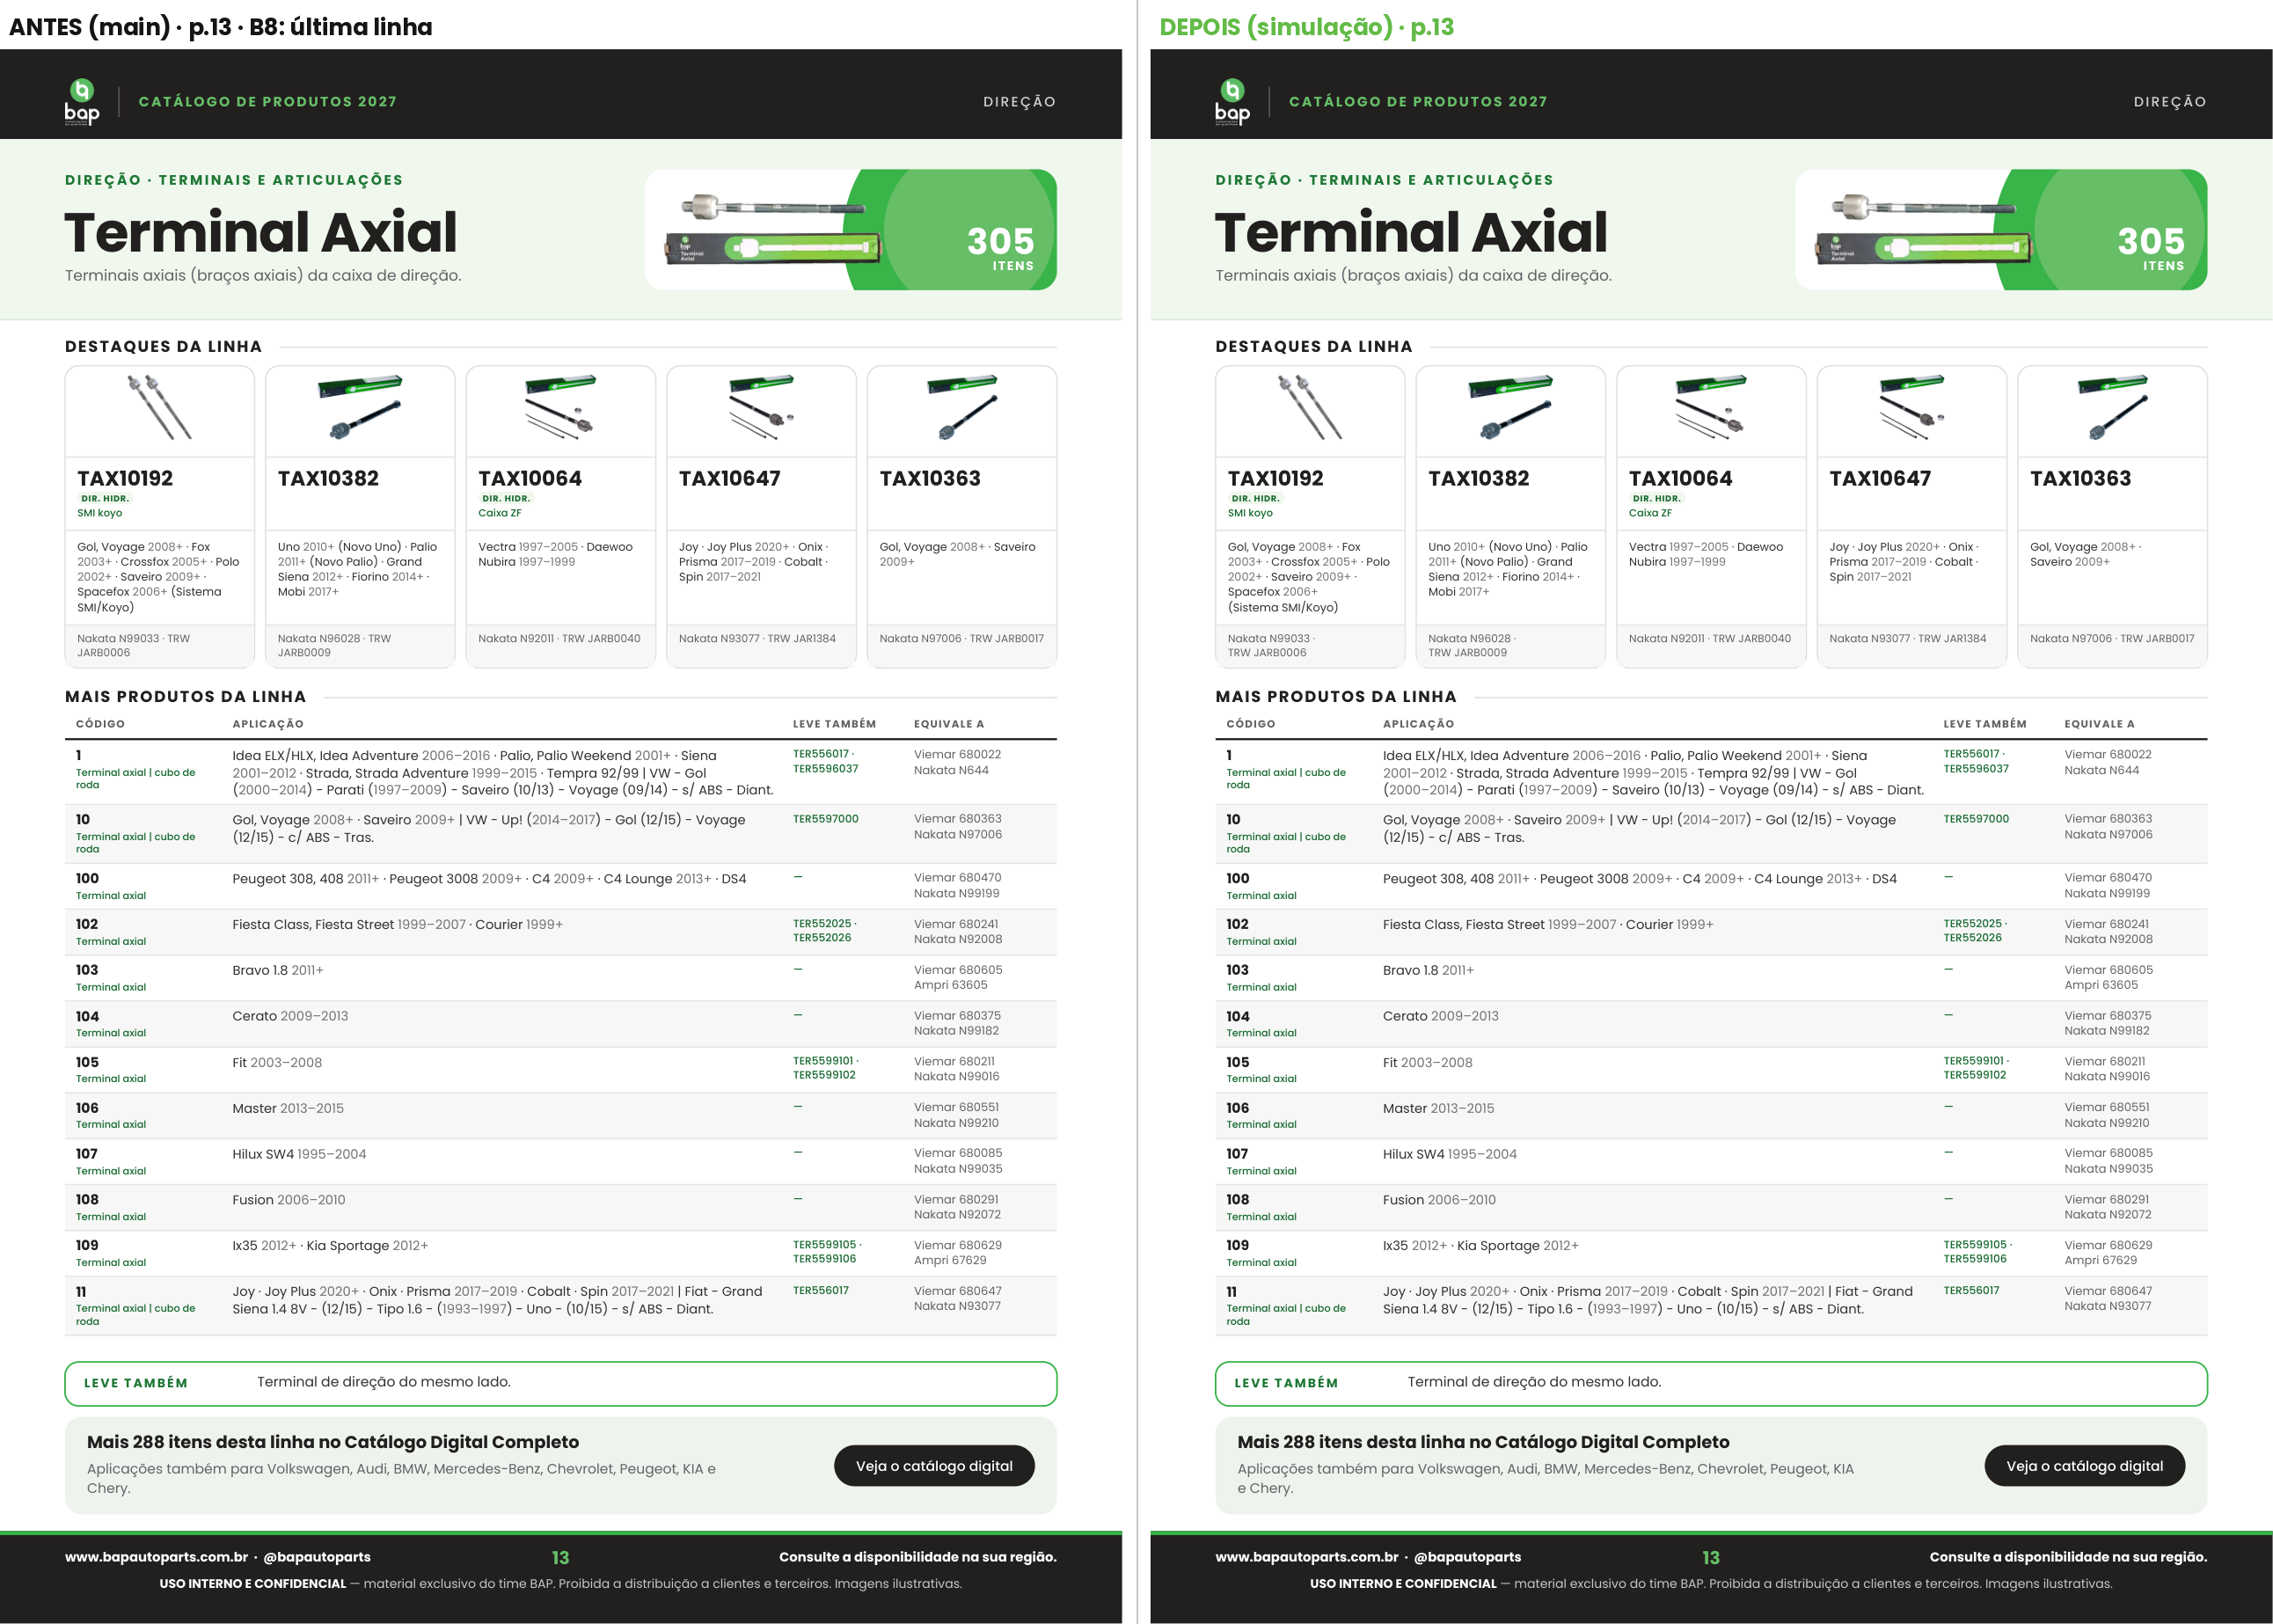 ANTES (main) · p.13 · B8: última linha
bap
CATÁLOGO DE PRODUTOS 2027
DIREÇÃO
DIREÇÃO · TERMINAIS E ARTICULAÇÕES
Terminal Axial
Terminais axiais (braços axiais) da caixa de direção.
305
ITENS
DESTAQUES DA LINHA
TAX10192
DIR. HIDR.
SMI koyo
Gol, Voyage 2008+ · Fox
2003+ · Crossfox 2005+ · Polo
2002+ · Saveiro 2009+ ·
Spacefox 2006+ (Sistema
SMI/Koyo)
Nakata N99033 · TRW
JARB0006
TAX10382
Uno 2010+ (Novo Uno) · Palio
2011+ (Novo Palio) · Grand
Siena 2012+ · Fiorino 2014+ ·
Mobi 2017+
Nakata N96028 · TRW
JARB0009
TAX10064
DIR. HIDR.
Caixa ZF
Vectra 1997–2005 · Daewoo
Nubira 1997–1999
Nakata N92011 · TRW JARB0040
TAX10647
Joy · Joy Plus 2020+ · Onix ·
Prisma 2017–2019 · Cobalt ·
Spin 2017–2021
Nakata N93077 · TRW JAR1384
TAX10363
Gol, Voyage 2008+ · Saveiro
2009+
Nakata N97006 · TRW JARB0017
MAIS PRODUTOS DA LINHA
CÓDIGO APLICAÇÃO LEVE TAMBÉM EQUIVALE A
1
Terminal axial | cubo de
roda
Idea ELX/HLX, Idea Adventure 2006–2016 · Palio, Palio Weekend 2001+ · Siena
2001–2012 · Strada, Strada Adventure 1999–2015 · Tempra 92/99 | VW - Gol
(2000–2014) - Parati (1997–2009) - Saveiro (10/13) - Voyage (09/14) - s/ ABS - Diant.
TER556017 ·
TER5596037
Viemar 680022
Nakata N644
10
Terminal axial | cubo de
roda
Gol, Voyage 2008+ · Saveiro 2009+ | VW - Up! (2014–2017) - Gol (12/15) - Voyage
(12/15) - c/ ABS - Tras.
TER5597000
Viemar 680363
Nakata N97006
100
Terminal axial
Peugeot 308, 408 2011+ · Peugeot 3008 2009+ · C4 2009+ · C4 Lounge 2013+ · DS4
—
Viemar 680470
Nakata N99199
102
Terminal axial
Fiesta Class, Fiesta Street 1999–2007 · Courier 1999+
TER552025 ·
TER552026
Viemar 680241
Nakata N92008
103
Terminal axial
Bravo 1.8 2011+
—
Viemar 680605
Ampri 63605
104
Terminal axial
Cerato 2009–2013
—
Viemar 680375
Nakata N99182
105
Terminal axial
Fit 2003–2008
TER5599101 ·
TER5599102
Viemar 680211
Nakata N99016
106
Terminal axial
Master 2013–2015
—
Viemar 680551
Nakata N99210
107
Terminal axial
Hilux SW4 1995–2004
—
Viemar 680085
Nakata N99035
108
Terminal axial
Fusion 2006–2010
—
Viemar 680291
Nakata N92072
109
Terminal axial
Ix35 2012+ · Kia Sportage 2012+
TER5599105 ·
TER5599106
Viemar 680629
Ampri 67629
11
Terminal axial | cubo de
roda
Joy · Joy Plus 2020+ · Onix · Prisma 2017–2019 · Cobalt · Spin 2017–2021 | Fiat - Grand
Siena 1.4 8V - (12/15) - Tipo 1.6 - (1993–1997) - Uno - (10/15) - s/ ABS - Diant.
TER556017
Viemar 680647
Nakata N93077
LEVE TAMBÉM Terminal de direção do mesmo lado.
Mais 288 itens desta linha no Catálogo Digital Completo
Aplicações também para Volkswagen, Audi, BMW, Mercedes-Benz, Chevrolet, Peugeot, KIA e
Chery.
Veja o catálogo digital
www.bapautoparts.com.br · @bapautoparts
13
Consulte a disponibilidade na sua região.
USO INTERNO E CONFIDENCIAL — material exclusivo do time BAP. Proibida a distribuição a clientes e terceiros. Imagens ilustrativas.
DEPOIS (simulação) · p.13
bap
CATÁLOGO DE PRODUTOS 2027
DIREÇÃO
DIREÇÃO · TERMINAIS E ARTICULAÇÕES
Terminal Axial
Terminais axiais (braços axiais) da caixa de direção.
305
ITENS
DESTAQUES DA LINHA
TAX10192
DIR. HIDR.
SMI koyo
Gol, Voyage 2008+ · Fox
2003+ · Crossfox 2005+ · Polo
2002+ · Saveiro 2009+ ·
Spacefox 2006+
(Sistema SMI/Koyo)
Nakata N99033 ·
TRW JARB0006
TAX10382
Uno 2010+ (Novo Uno) · Palio
2011+ (Novo Palio) · Grand
Siena 2012+ · Fiorino 2014+ ·
Mobi 2017+
Nakata N96028 ·
TRW JARB0009
TAX10064
DIR. HIDR.
Caixa ZF
Vectra 1997–2005 · Daewoo
Nubira 1997–1999
Nakata N92011 · TRW JARB0040
TAX10647
Joy · Joy Plus 2020+ · Onix ·
Prisma 2017–2019 · Cobalt ·
Spin 2017–2021
Nakata N93077 · TRW JAR1384
TAX10363
Gol, Voyage 2008+ ·
Saveiro 2009+
Nakata N97006 · TRW JARB0017
MAIS PRODUTOS DA LINHA
CÓDIGO APLICAÇÃO LEVE TAMBÉM EQUIVALE A
1
Terminal axial | cubo de
roda
Idea ELX/HLX, Idea Adventure 2006–2016 · Palio, Palio Weekend 2001+ · Siena
2001–2012 · Strada, Strada Adventure 1999–2015 · Tempra 92/99 | VW - Gol
(2000–2014) - Parati (1997–2009) - Saveiro (10/13) - Voyage (09/14) - s/ ABS - Diant.
TER556017 ·
TER5596037
Viemar 680022
Nakata N644
10
Terminal axial | cubo de
roda
Gol, Voyage 2008+ · Saveiro 2009+ | VW - Up! (2014–2017) - Gol (12/15) - Voyage
(12/15) - c/ ABS - Tras.
TER5597000
Viemar 680363
Nakata N97006
100
Terminal axial
Peugeot 308, 408 2011+ · Peugeot 3008 2009+ · C4 2009+ · C4 Lounge 2013+ · DS4
—
Viemar 680470
Nakata N99199
102
Terminal axial
Fiesta Class, Fiesta Street 1999–2007 · Courier 1999+
TER552025 ·
TER552026
Viemar 680241
Nakata N92008
103
Terminal axial
Bravo 1.8 2011+
—
Viemar 680605
Ampri 63605
104
Terminal axial
Cerato 2009–2013
—
Viemar 680375
Nakata N99182
105
Terminal axial
Fit 2003–2008
TER5599101 ·
TER5599102
Viemar 680211
Nakata N99016
106
Terminal axial
Master 2013–2015
—
Viemar 680551
Nakata N99210
107
Terminal axial
Hilux SW4 1995–2004
—
Viemar 680085
Nakata N99035
108
Terminal axial
Fusion 2006–2010
—
Viemar 680291
Nakata N92072
109
Terminal axial
Ix35 2012+ · Kia Sportage 2012+
TER5599105 ·
TER5599106
Viemar 680629
Ampri 67629
11
Terminal axial | cubo de
roda
Joy · Joy Plus 2020+ · Onix · Prisma 2017–2019 · Cobalt · Spin 2017–2021 | Fiat - Grand
Siena 1.4 8V - (12/15) - Tipo 1.6 - (1993–1997) - Uno - (10/15) - s/ ABS - Diant.
TER556017
Viemar 680647
Nakata N93077
LEVE TAMBÉM Terminal de direção do mesmo lado.
Mais 288 itens desta linha no Catálogo Digital Completo
Aplicações também para Volkswagen, Audi, BMW, Mercedes-Benz, Chevrolet, Peugeot, KIA
e Chery.
Veja o catálogo digital
www.bapautoparts.com.br · @bapautoparts
13
Consulte a disponibilidade na sua região.
USO INTERNO E CONFIDENCIAL — material exclusivo do time BAP. Proibida a distribuição a clientes e terceiros. Imagens ilustrativas.